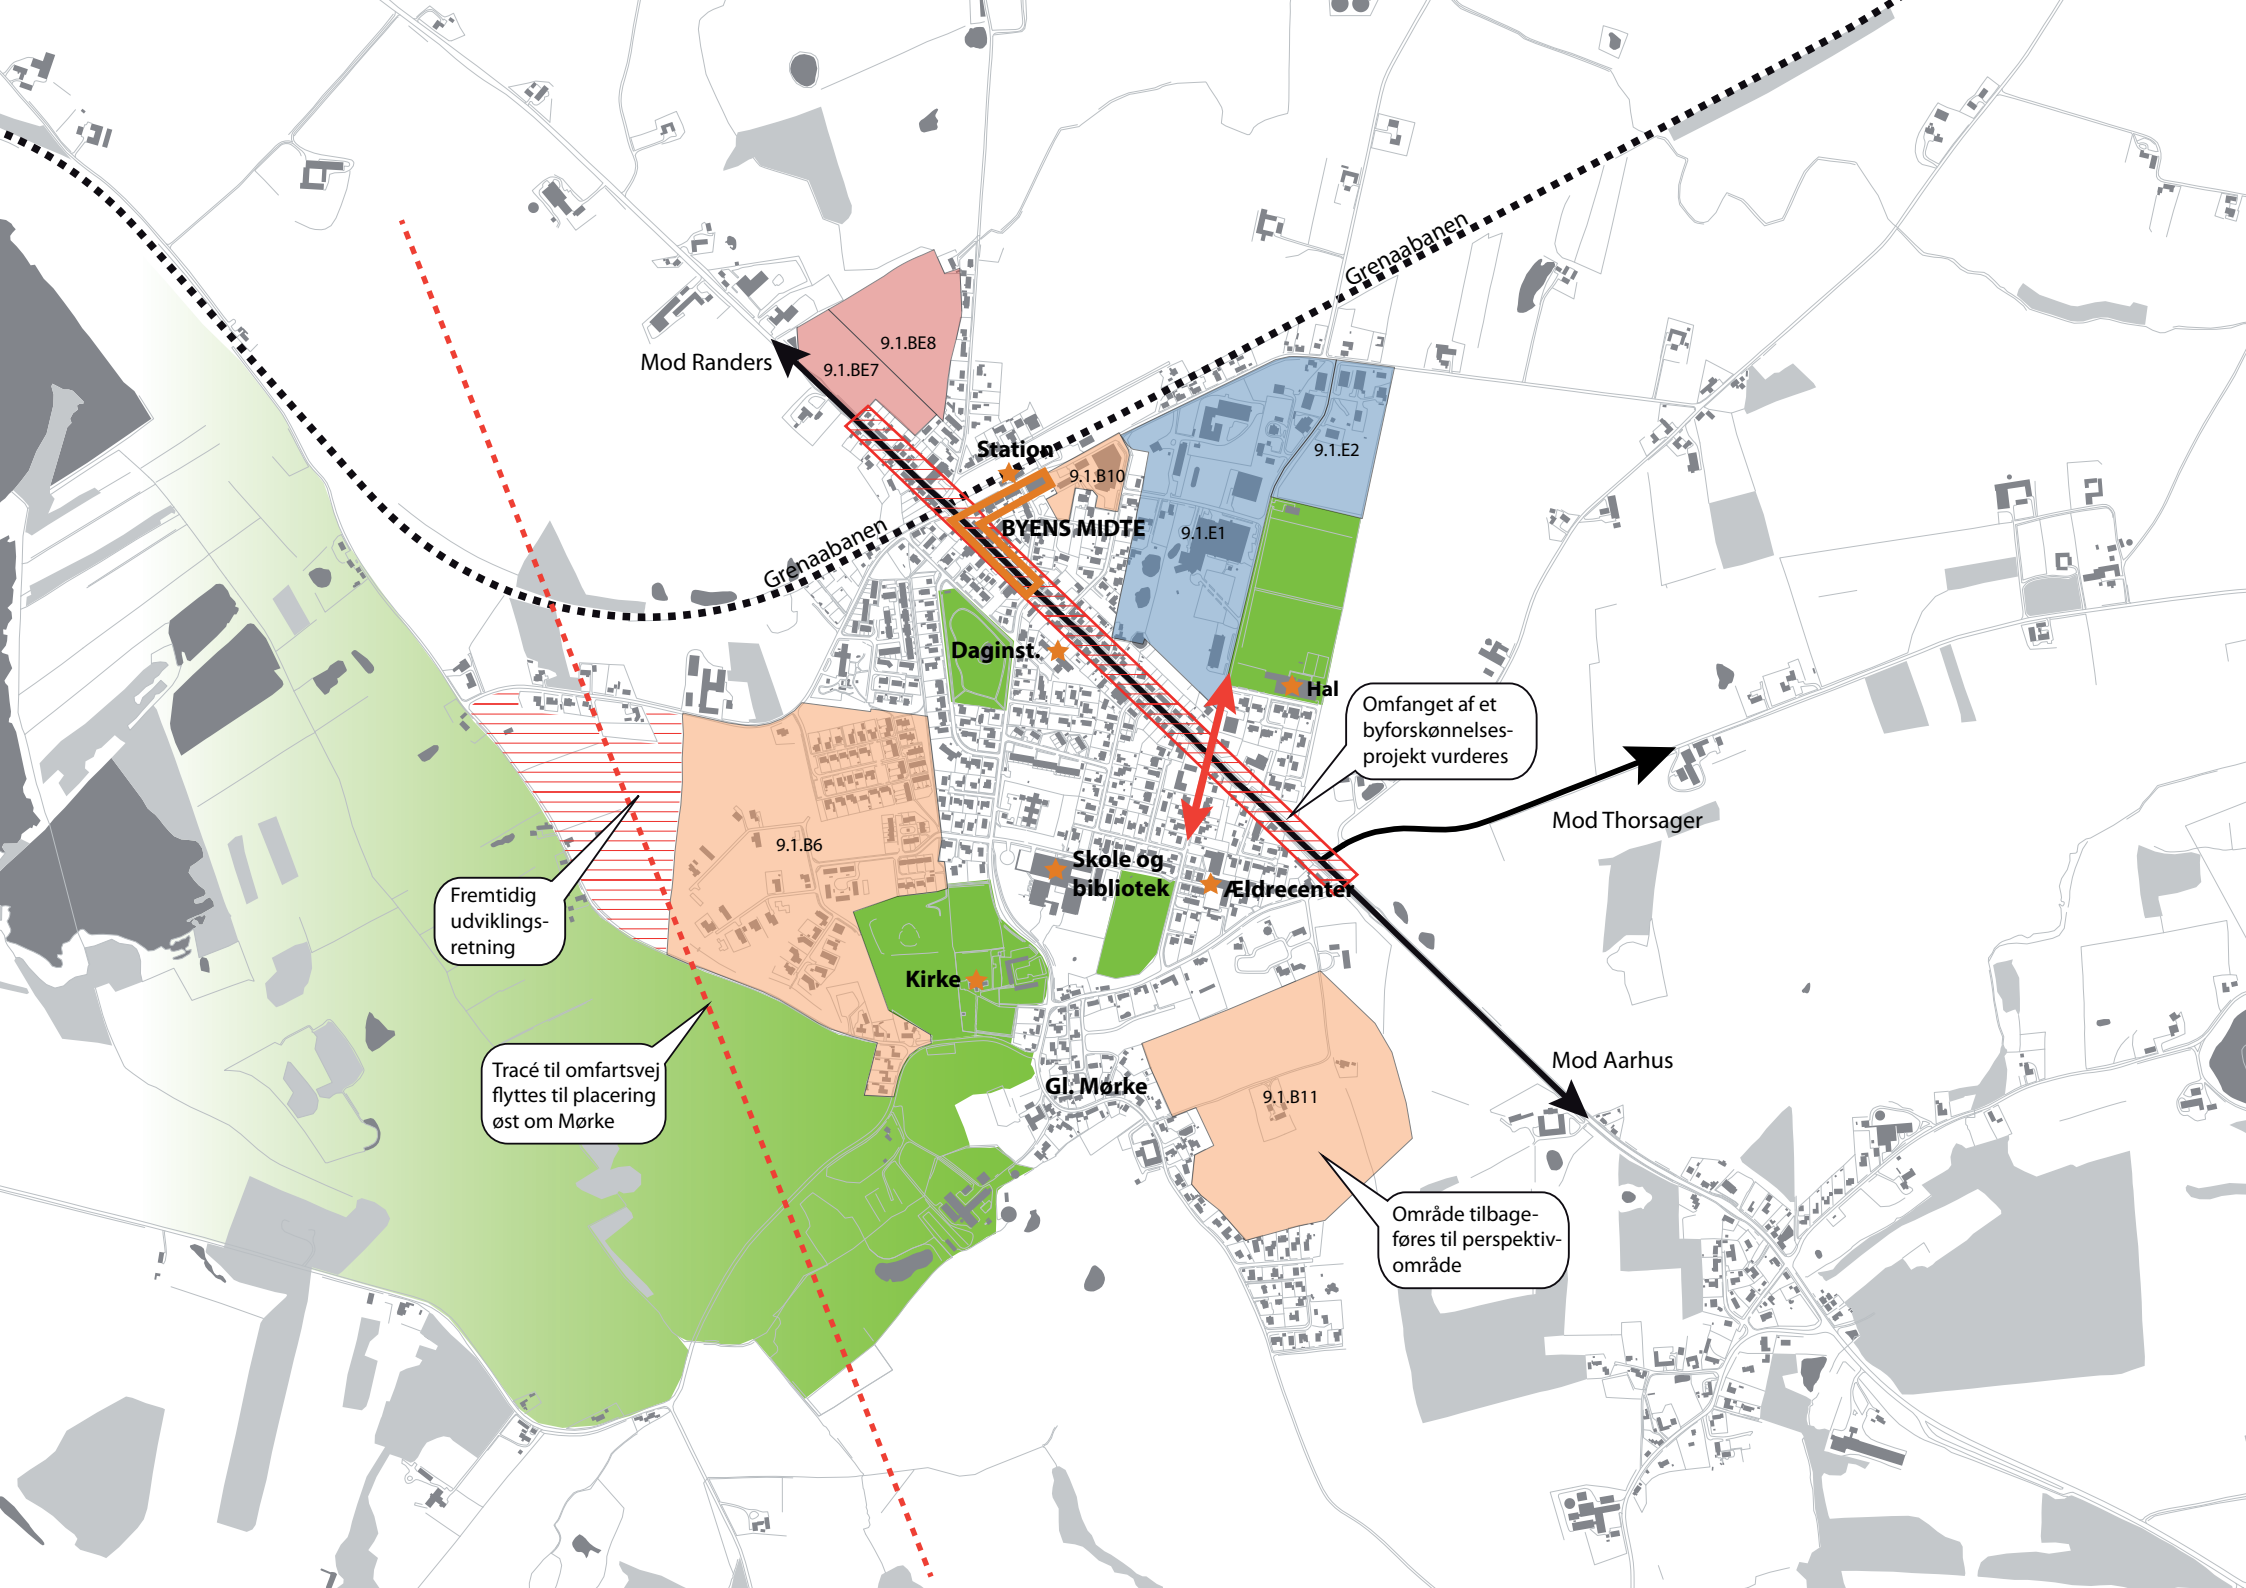 Grenaabanen
Mod Randers
9.1.BE8
9.1.BE7
Station
9.1.B10
9.1.E2
BYENS MIDTE
9.1.E1
Grenaabanen
Daginst.
Hal
Omfanget af et
byforskønnelses-
projekt vurderes
Mod Thorsager
9.1.B6
Skole og
bibliotek
Ældrecenter
Fremtidig
udviklings-
retning
Kirke
Tracé til omfartsvej
flyttes til placering
øst om Mørke
Mod Aarhus
Gl. Mørke
9.1.B11
Område tilbage-
føres til perspektiv-
område